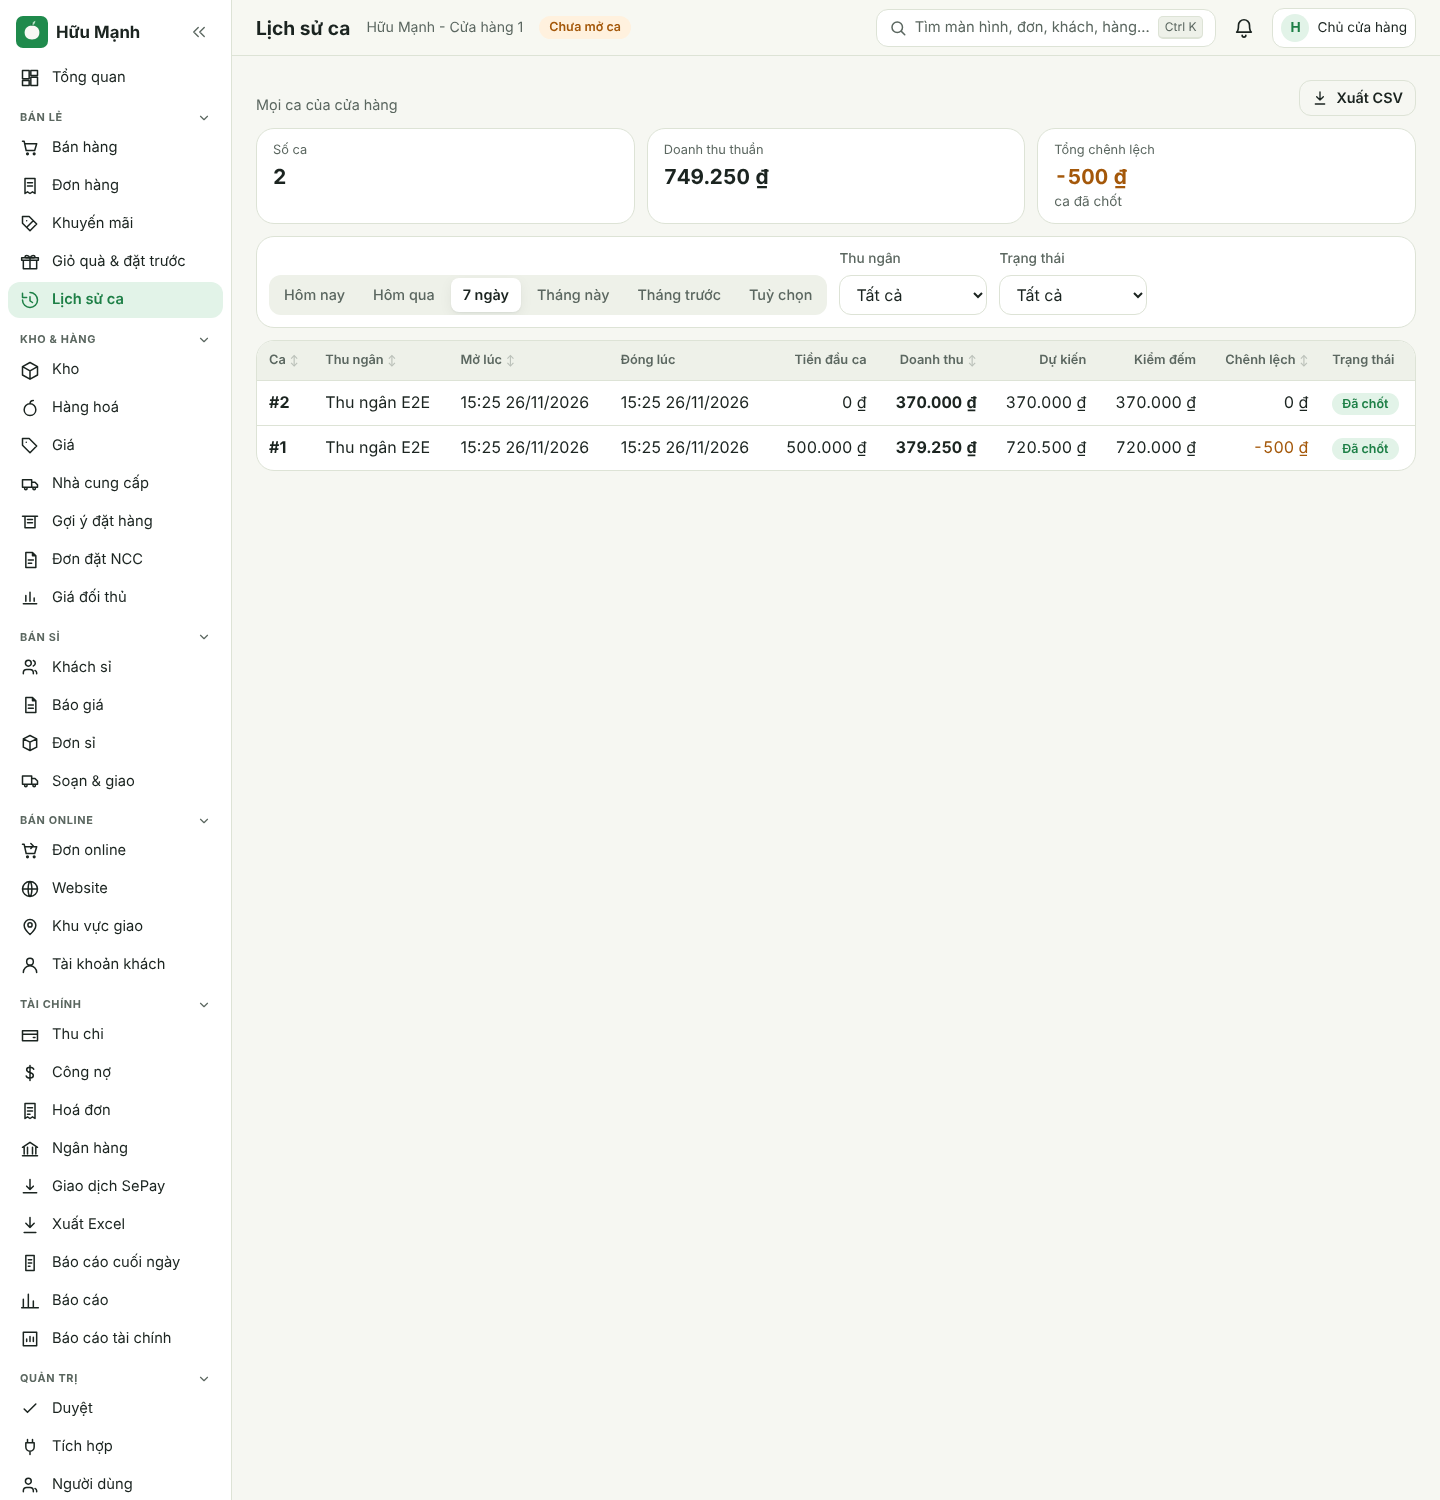 Hữu Mạnh
Tổng quan
BÁN LẺ
Bán hàng
Đơn hàng
Khuyến mãi
Giỏ quà & đặt trước
Lịch sử ca
KHO & HÀNG
Kho
Hàng hoá
Giá
Nhà cung cấp
Gợi ý đặt hàng
Đơn đặt NCC
Giá đối thủ
BÁN SỈ
Khách sỉ
Báo giá
Đơn sỉ
Soạn & giao
BÁN ONLINE
Đơn online
Website
Khu vực giao
Tài khoản khách
TÀI CHÍNH
Thu chi
Công nợ
Hoá đơn
Ngân hàng
Giao dịch SePay
Xuất Excel
Báo cáo cuối ngày
Báo cáo
Báo cáo tài chính
QUẢN TRỊ
Duyệt
Tích hợp
Người dùng
Lịch sử ca Hữu Mạnh - Cửa hàng 1 Chưa mở ca Tìm màn hình, đơn, khách, hàng... Ctrl K H Chủ cửa hàng
Mọi ca của cửa hàng Xuất CSV
Số ca
2
Doanh thu thuần
749.250 ₫
Tổng chênh lệch
-500 ₫
ca đã chốt
Thu ngân Trạng thái
Hôm nay Hôm qua 7 ngày Tháng này Tháng trước Tuỳ chọn Tất cả Tất cả
Ca Thu ngân Mở lúc Đóng lúc Tiền đầu ca Doanh thu Dự kiến Kiểm đếm Chênh lệch Trạng thái
#2 Thu ngân E2E 15:25 26/11/2026 15:25 26/11/2026 0 ₫ 370.000 ₫ 370.000 ₫ 370.000 ₫ 0 ₫ Đã chốt
#1 Thu ngân E2E 15:25 26/11/2026 15:25 26/11/2026 500.000 ₫ 379.250 ₫ 720.500 ₫ 720.000 ₫ -500 ₫ Đã chốt